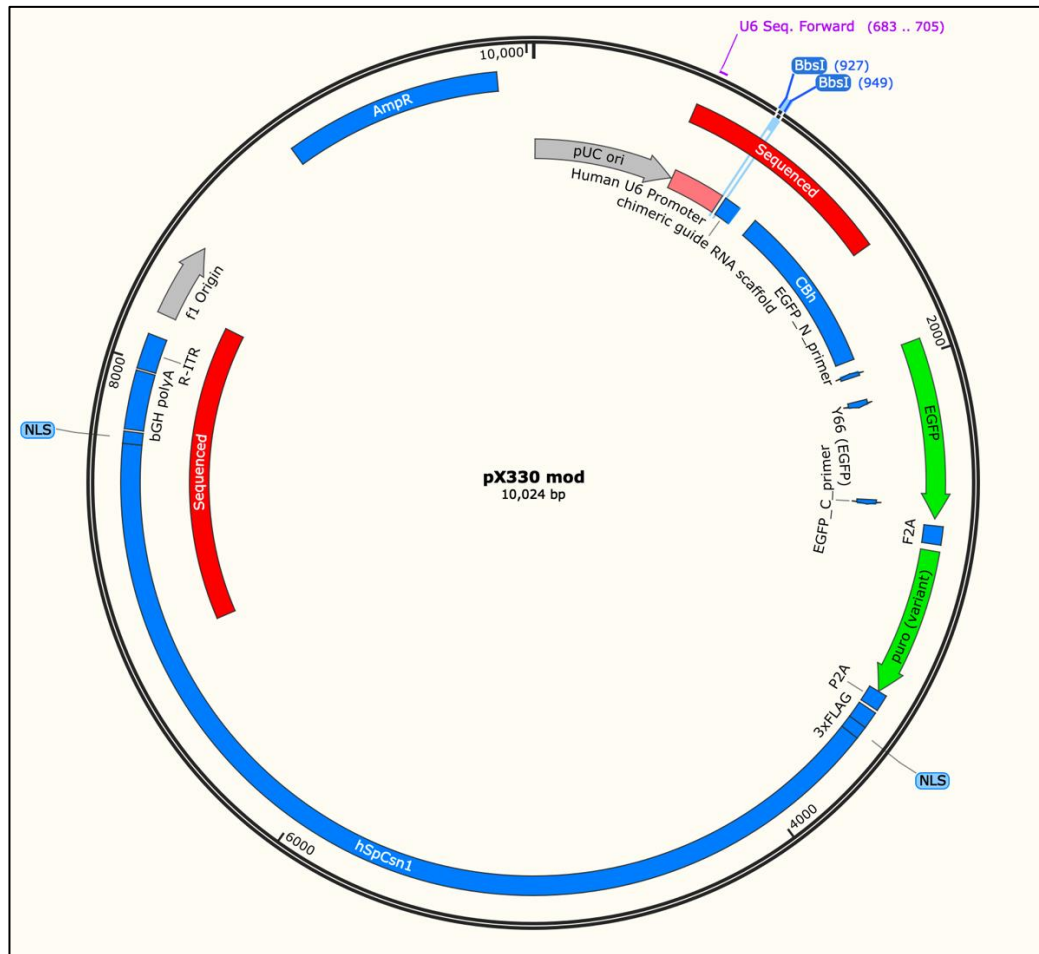 U6 Seq. Forward (683 .. 705)
10,000
BbsI (927)
BbsI (949)
AmpR
pUC ori
Sequenced
Human U6 Promoter
chimeric guide RNA scaffold
CBh
f1 Origin
EGFP_N_primer
2000
8000
R-ITR
EGFP
bGH polyA
Y66 (EGFP)
NLS
Sequenced
pX330 mod
10,024 bp
EGFP_C_primer
F2A
puro (variant)
P2A
3xFLAG
NLS
4000
6000
hSpCsn1